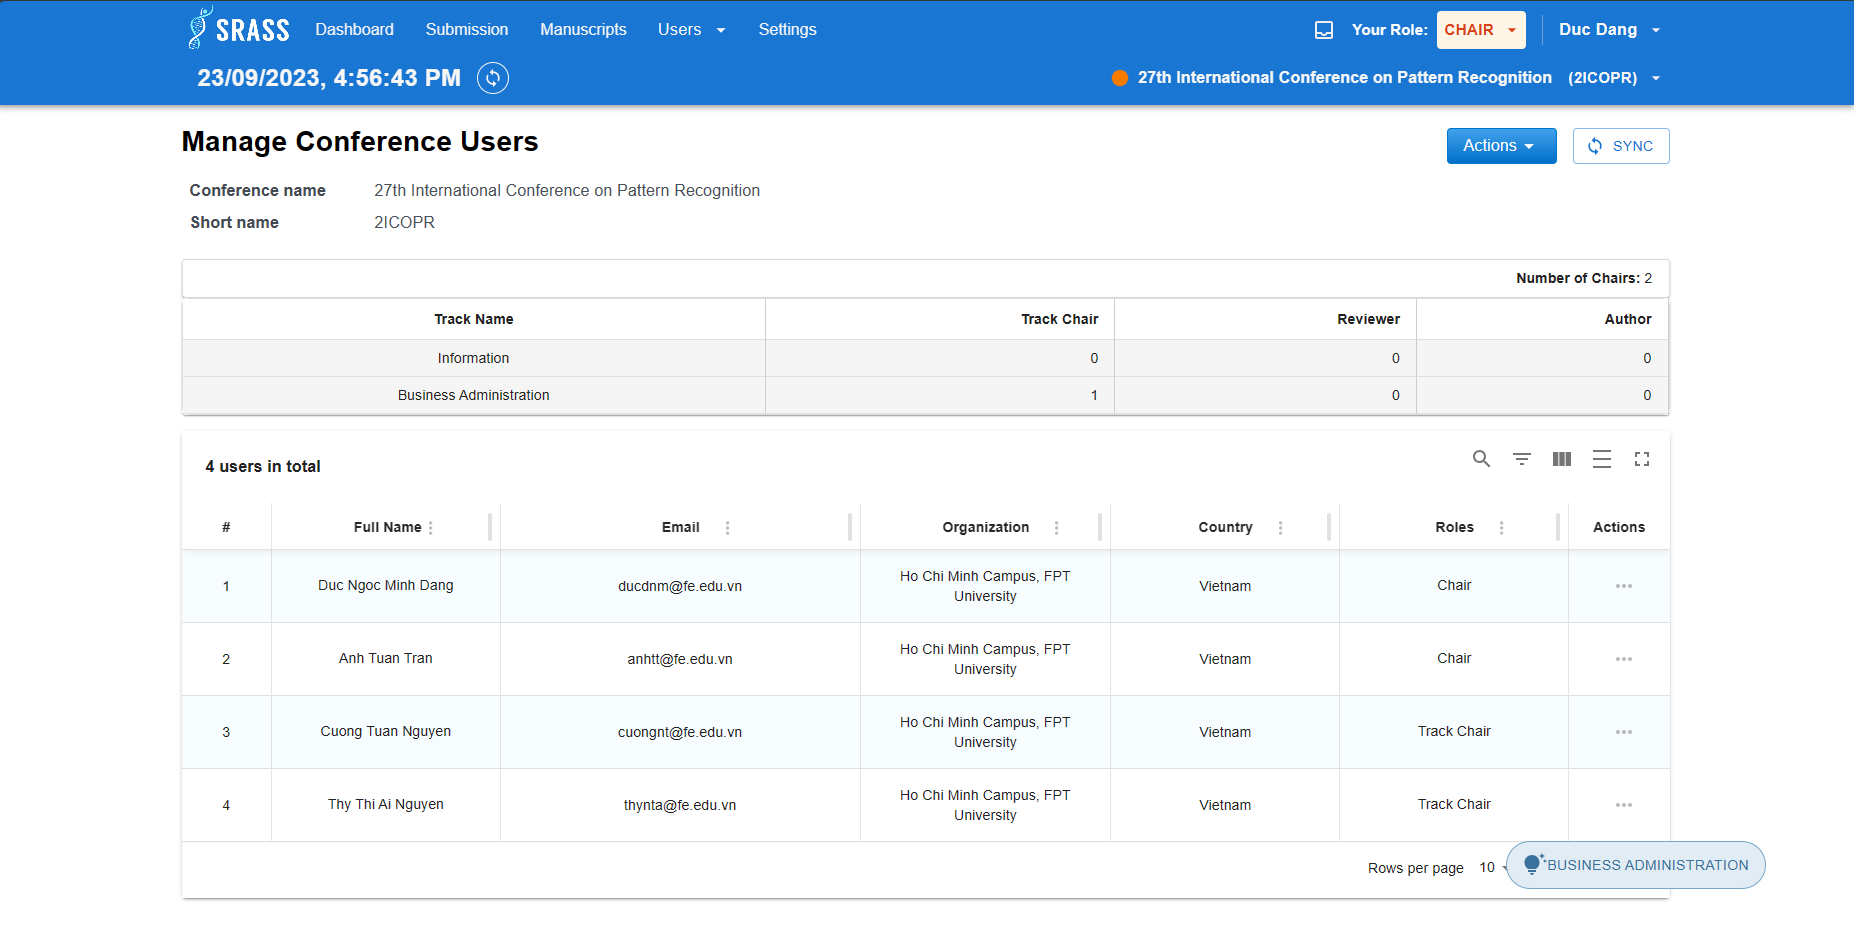 SRASS Dashboard Submission Manuscripts Users Settings Your Role: CHAIR Duc Dang
23/09/2023, 4:56:43 PM 27th International Conference on Pattern Recognition (2ICOPR)
Manage Conference Users Actions SYNC
Conference name 27th International Conference on Pattern Recognition
Short name 2ICOPR
Number of Chairs: 2
Track Name Track Chair Reviewer Author
Information 0 0 0
Business Administration 1 0 0
4 users in total
# Full Name Email Organization Country Roles Actions
1 Duc Ngoc Minh Dang ducdnm@fe.edu.vn Ho Chi Minh Campus, FPT University Vietnam Chair
2 Anh Tuan Tran anhtt@fe.edu.vn Ho Chi Minh Campus, FPT University Vietnam Chair
3 Cuong Tuan Nguyen cuongnt@fe.edu.vn Ho Chi Minh Campus, FPT University Vietnam Track Chair
4 Thy Thi Ai Nguyen thynta@fe.edu.vn Ho Chi Minh Campus, FPT University Vietnam Track Chair
Rows per page 10 BUSINESS ADMINISTRATION